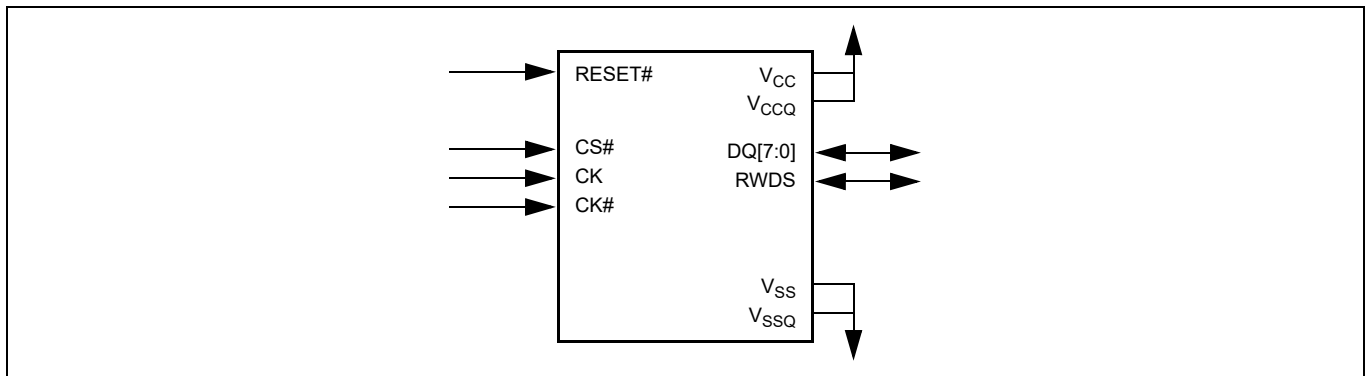 RESET#
CS#
CK
CK#
VCC
VCCQ
DQ[7:0]
RWDS
VSS
VSSQ